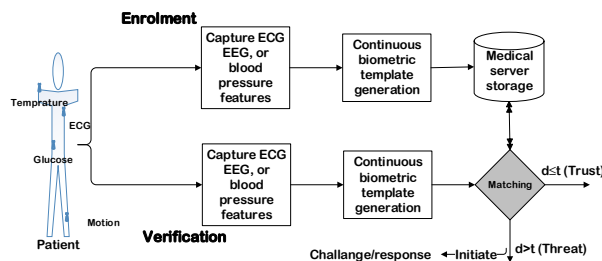 Enrolment
Capture ECG
EEG, or
blood
pressure
features
Continuous
biometric
template
generation
Medical
server
storage
Temprature
ECG
Glucose
Motion
Patient
Capture ECG
EEG, or
blood
pressure
features
Continuous
biometric
template
generation
Matching
d≤t (Trust)
Verification
Challange/response
Initiate
d>t (Threat)